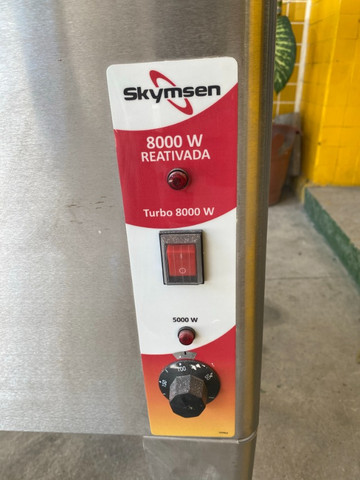 Skymsen
8000 W
REATIVADA
Turbo 8000 W
5000 W